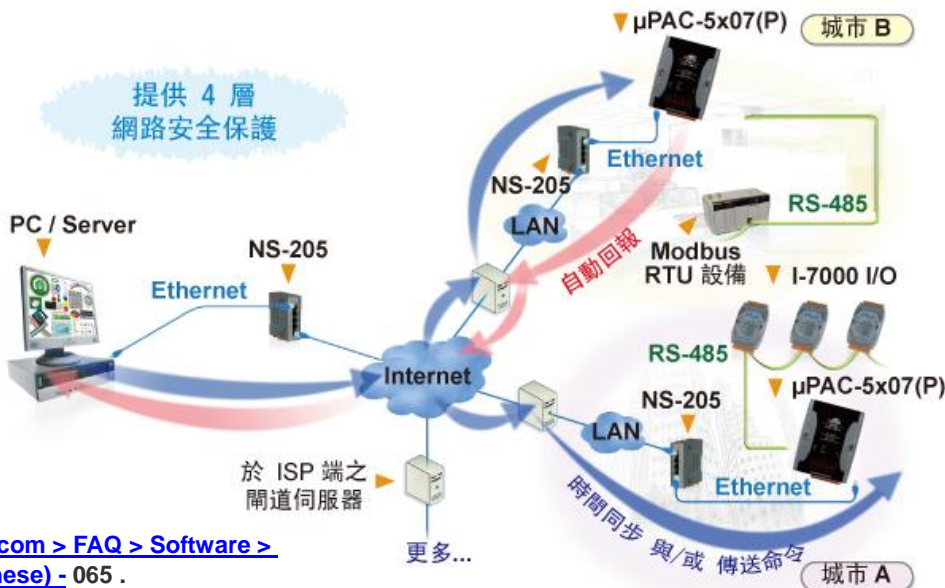 ▼ μPAC-5x07(P)
城市 B
提供 4 層
網路安全保護
Ethernet
NS-205
RS-485
LAN
PC / Server
NS-205
Modbus
RTU 設備
自動回報
I-7000 I/O
Ethernet
RS-485
Internet
μPAC-5x07(P)
NS-205
LAN
於 ISP 端之
閘道伺服器
Ethernet
時間同步 與/或 傳送命令
更多...
com > FAQ > Software >
nese) - 065 .
城市 A